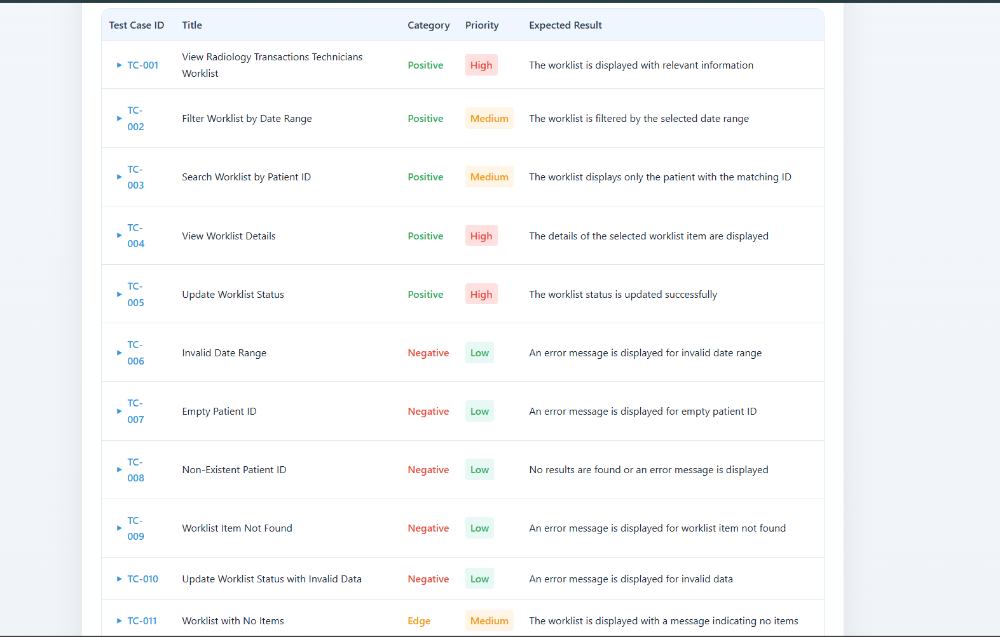 Test Case ID Title Category Priority Expected Result
View Radiology Transactions Technicians
TC-001 Positive High The worklist is displayed with relevant information
Worklist
TC-
Filter Worklist by Date Range Positive Medium The worklist is filtered by the selected date range
002
TC-
Search Worklist by Patient ID Positive Medium The worklist displays only the patient with the matching ID
003
TC-
View Worklist Details Positive High The details of the selected worklist item are displayed
004
TC-
Update Worklist Status Positive High The worklist status is updated successfully
005
TC-
Invalid Date Range Negative Low An error message is displayed for invalid date range
006
TC-
Empty Patient ID Negative Low An error message is displayed for empty patient ID
007
TC-
Non-Existent Patient ID Negative Low No results are found or an error message is displayed
008
TC-
Worklist Item Not Found Negative Low An error message is displayed for worklist item not found
009
TC-010 Update Worklist Status with Invalid Data Negative Low An error message is displayed for invalid data
TC-011 Worklist with No Items Edge Medium The worklist is displayed with a message indicating no items